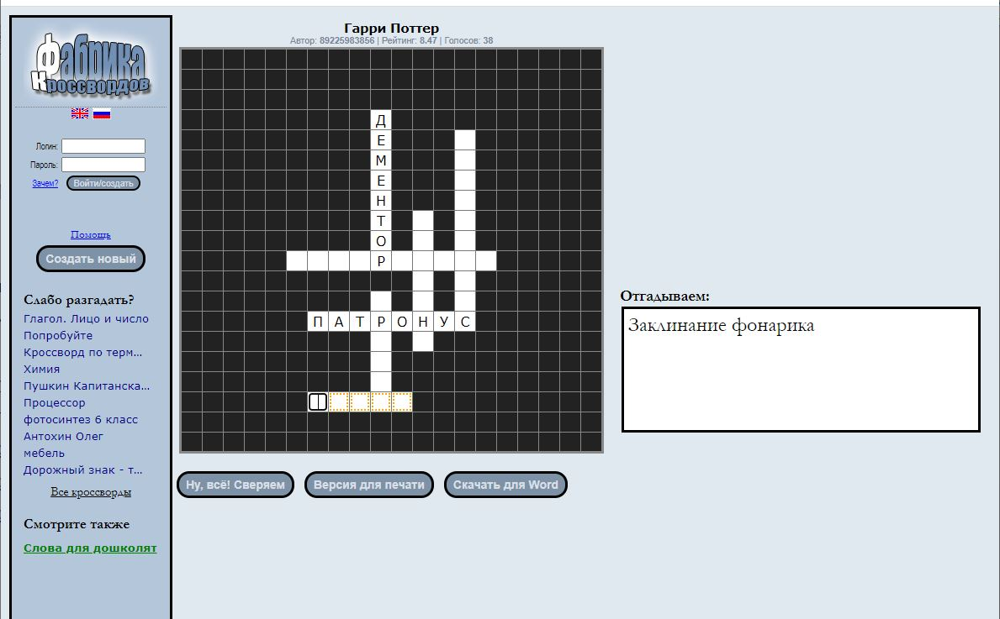 Фабрика
Кроссвордов
Логин:
Пароль:
Зачем? Войти/создать
Помощь
Создать новый
Слабо разгадать?
Глагол. Лицо и число
Попробуйте
Кроссворд по терм...
Химия
Пушкин Капитанска...
Процессор
фотосинтез 6 класс
Антохин Олег
мебель
Дорожный знак - т...
Все кроссворды
Смотрите также
Слова для дошколят
Гарри Поттер
Автор: 89225983856 | Рейтинг: 8.47 | Голосов: 38
Д
Е
М
Е
Н
Т
О
Р
ПАТРОНУС
Ну, всё! Сверяем Версия для печати Скачать для Word
Отгадываем:
Заклинание фонарика